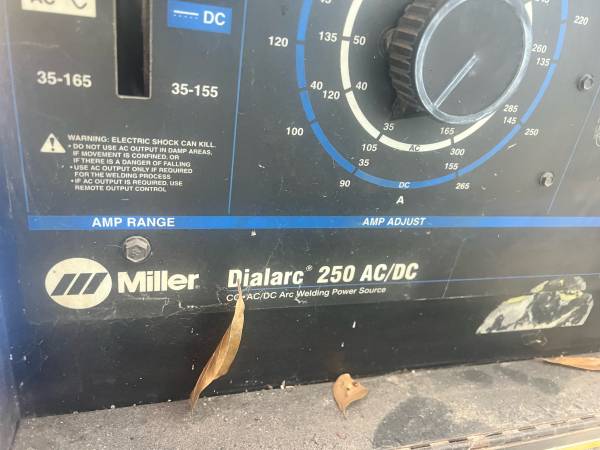 AC
DC
35-165
35-155
WARNING: ELECTRIC SHOCK CAN KILL.
• DO NOT USE AC OUTPUT IN DAMP AREAS,
IF MOVEMENT IS CONFINED, OR
IF THERE IS A DANGER OF FALLING
• USE AC OUTPUT ONLY IF REQUIRED
FOR THE WELDING PROCESS
• IF AC OUTPUT IS REQUIRED, USE
REMOTE OUTPUT CONTROL
220
120
135
50
260
135
40
120
40
285
145
250
100
105
35
165
300
AC
35
155
90
DC
265
A
AMP RANGE
AMP ADJUST
Miller
Dialarc® 250 AC/DC
CC•AC/DC Arc Welding Power Source